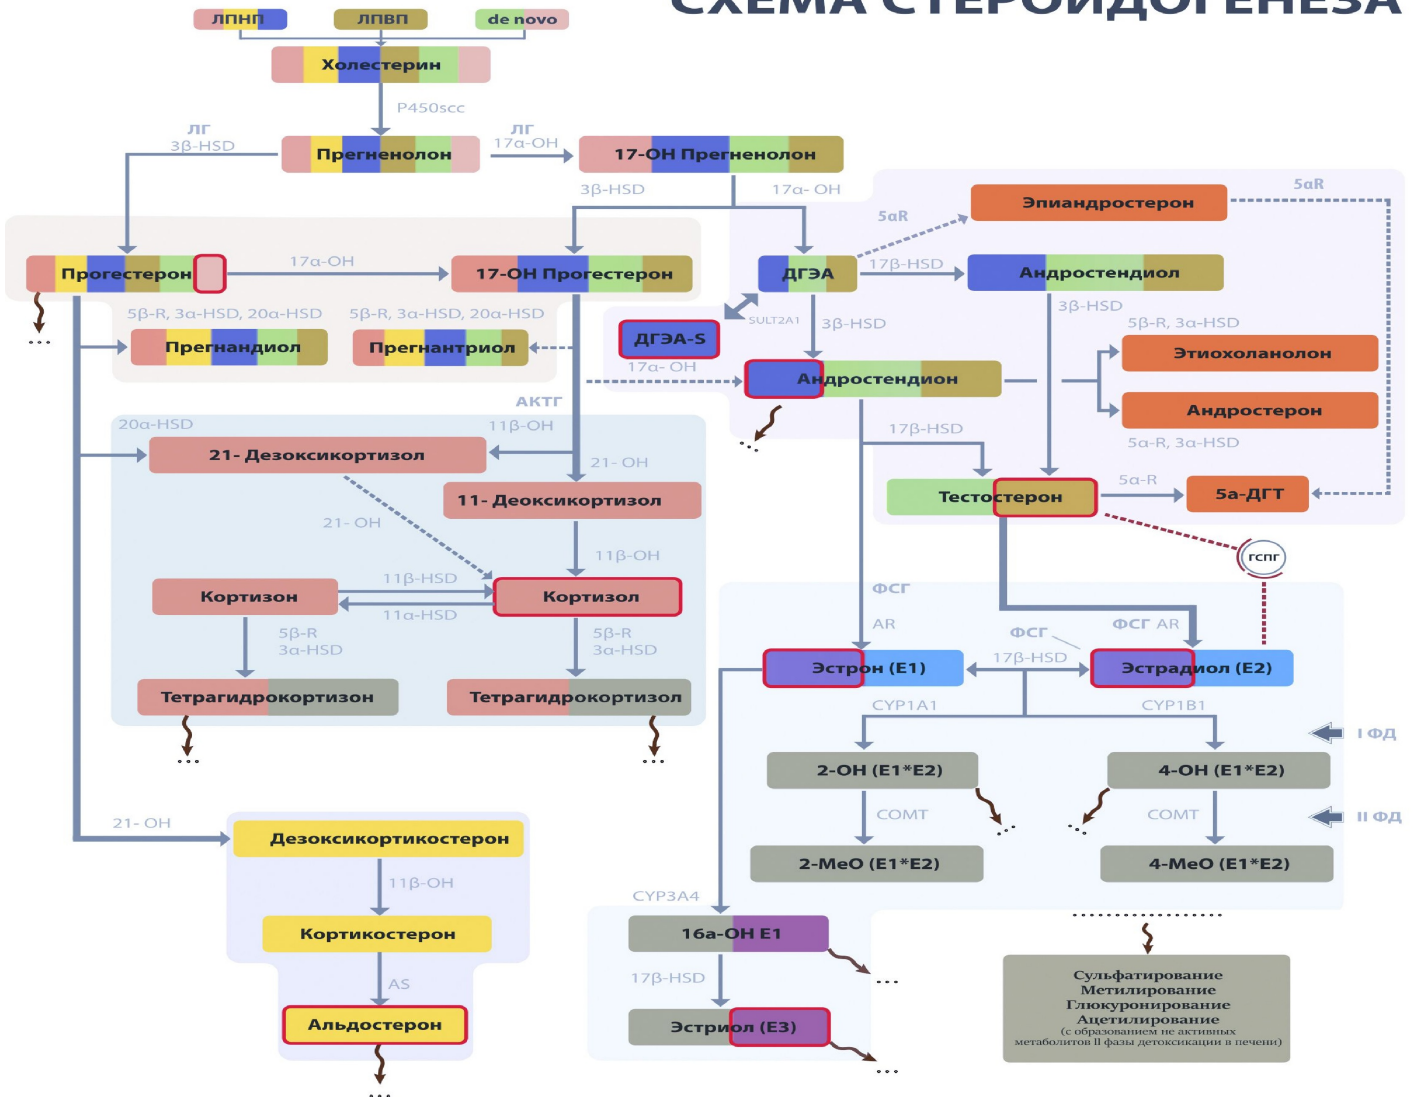 СХЕМА СТЕРОИДОГЕНЕЗА
ЛПНП
ЛПВП
de novo
Холестерин
P450scc
ЛГ
3β-HSD
Прегненолон
ЛГ
17α-OH
17-ОН Прегненолон
3β-HSD
17α- OH
5αR
Эпиандростерон
5αR
Прогестерон
17α-OH
17-ОН Прогестерон
ДГЭА
17β-HSD
Андростендиол
5β-R, 3α-HSD, 20α-HSD
5β-R, 3α-HSD, 20α-HSD
SULT2A1
3β-HSD
3β-HSD
5β-R, 3α-HSD
Прегнандиол
Прегнантриол
ДГЭА-S
Этиохоланолон
17α- OH
Андростендион
Андростерон
АКТГ
20α-HSD
11β-OH
17β-HSD
5α-R, 3α-HSD
21- Дезоксикортизол
21- OH
5α-R
11- Деоксикортизол
Тестостерон
5а-ДГТ
21- OH
11β-OH
ГСПГ
11β-HSD
Кортизон
Кортизол
11α-HSD
ФСГ
AR
ФСГ
ФСГ AR
5β-R
3α-HSD
5β-R
3α-HSD
17β-HSD
Эстрон (E1)
Эстрадиол (E2)
Тетрагидрокортизон
Тетрагидрокортизол
CYP1A1
CYP1B1
I ФД
2-ОН (E1*E2)
4-ОН (E1*E2)
COMT
COMT
II ФД
21- OH
Дезоксикортикостерон
2-MeO (E1*E2)
4-MeO (E1*E2)
11β-OH
CYP3A4
Кортикостерон
16a-ОН E1
AS
17β-HSD
Альдостерон
Эстриол (E3)
Сульфатирование
Метилирование
Глюкуронирование
Ацетилирование
(с образованием не активных
метаболитов II фазы детоксикации в печени)